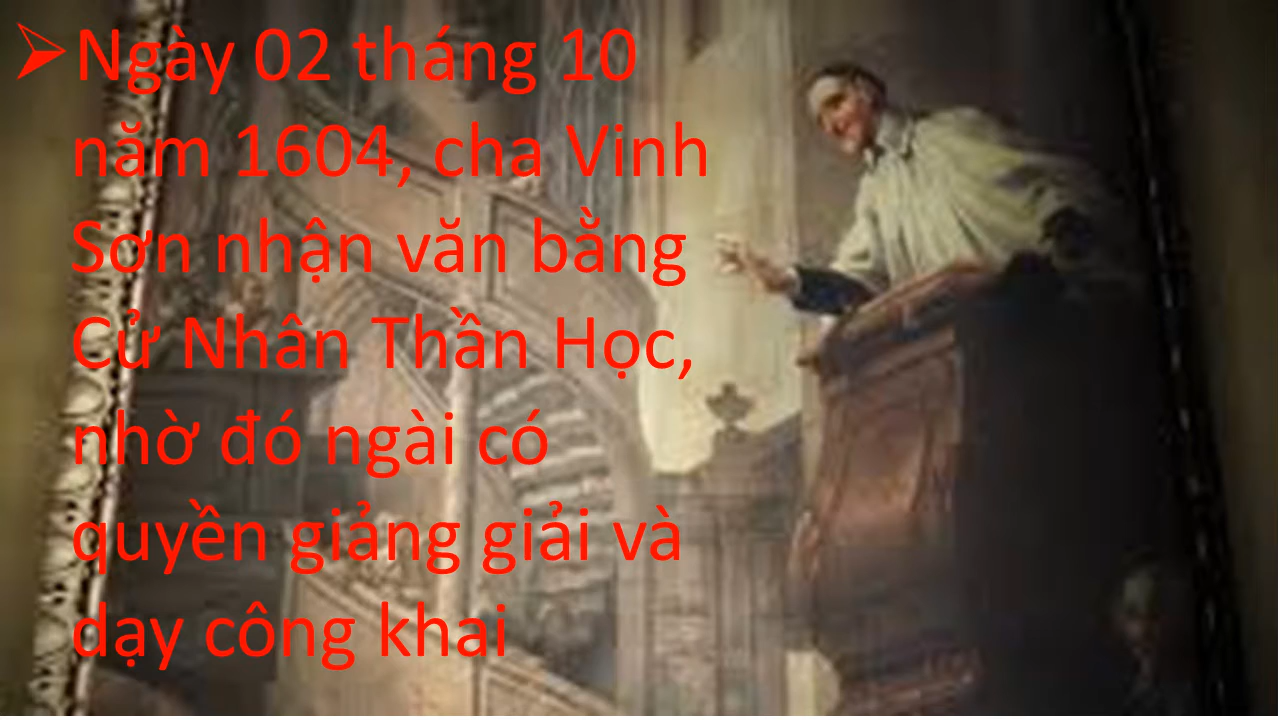 ➢Ngày 02 tháng 10
năm 1604, cha Vinh
Sơn nhận văn bằng
Cử Nhân Thần Học,
nhờ đó ngài có
quyền giảng giải và
dạy công khai